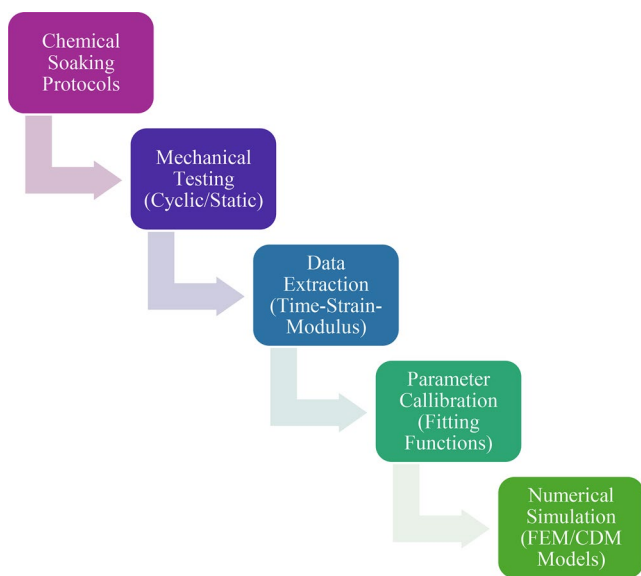 Chemical
Soaking
Protocols
Mechanical
Testing
(Cyclic/Static)
Data
Extraction
(Time-Strain-
Modulus)
Parameter
Callibration
(Fitting
Functions)
Numerical
Simulation
(FEM/CDM
Models)